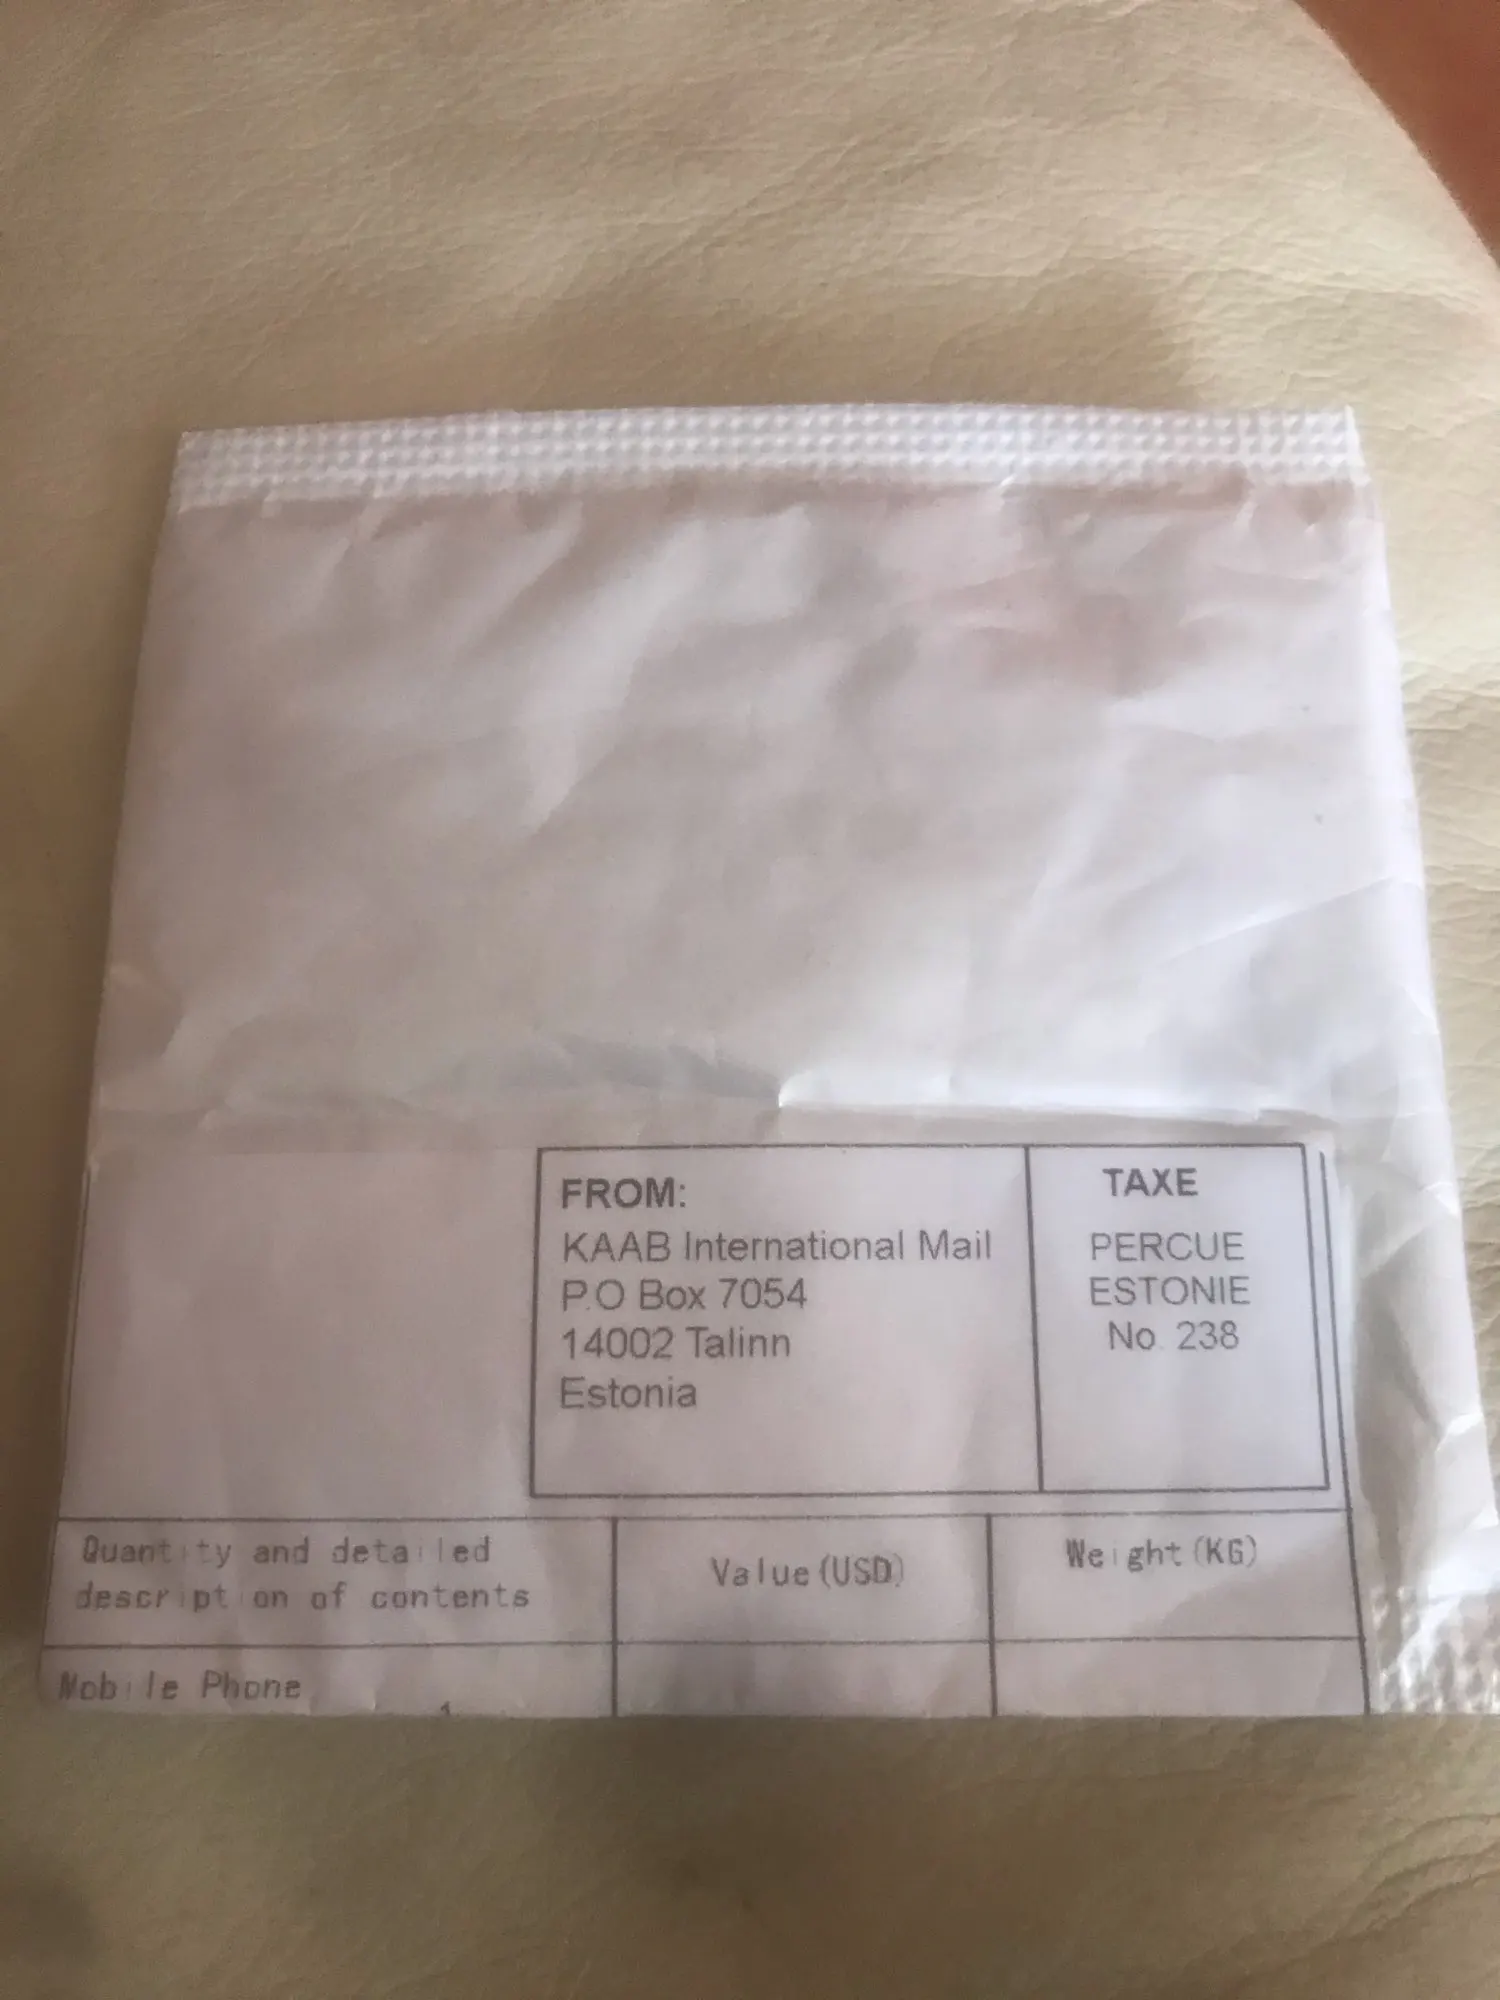 FROM:
KAAB International Mail
P.O Box 7054
14002 Talinn
Estonia
TAXE
PERCUE
ESTONIE
No. 238
Quantity and detailed
description of contents
Value(USD)
Weight(KG)
Mobile Phone